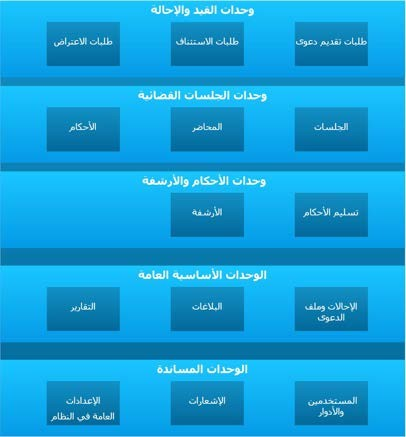 وحدات القيد والإحالة
طلبات تقديم دعوى
طلبات الاستئناف
طلبات الاعتراض
وحدات الجلسات القضائية
الجلسات
المحاضر
الأحكام
وحدات الأحكام والأرشفة
تسليم الأحكام
الأرشفة
الوحدات الأساسية العامة
الإحالات وملف
الدعوى
البلاغات
التقارير
الوحدات المساندة
المستخدمين
والأدوار
الإشعارات
الإعدادات
العامة في النظام